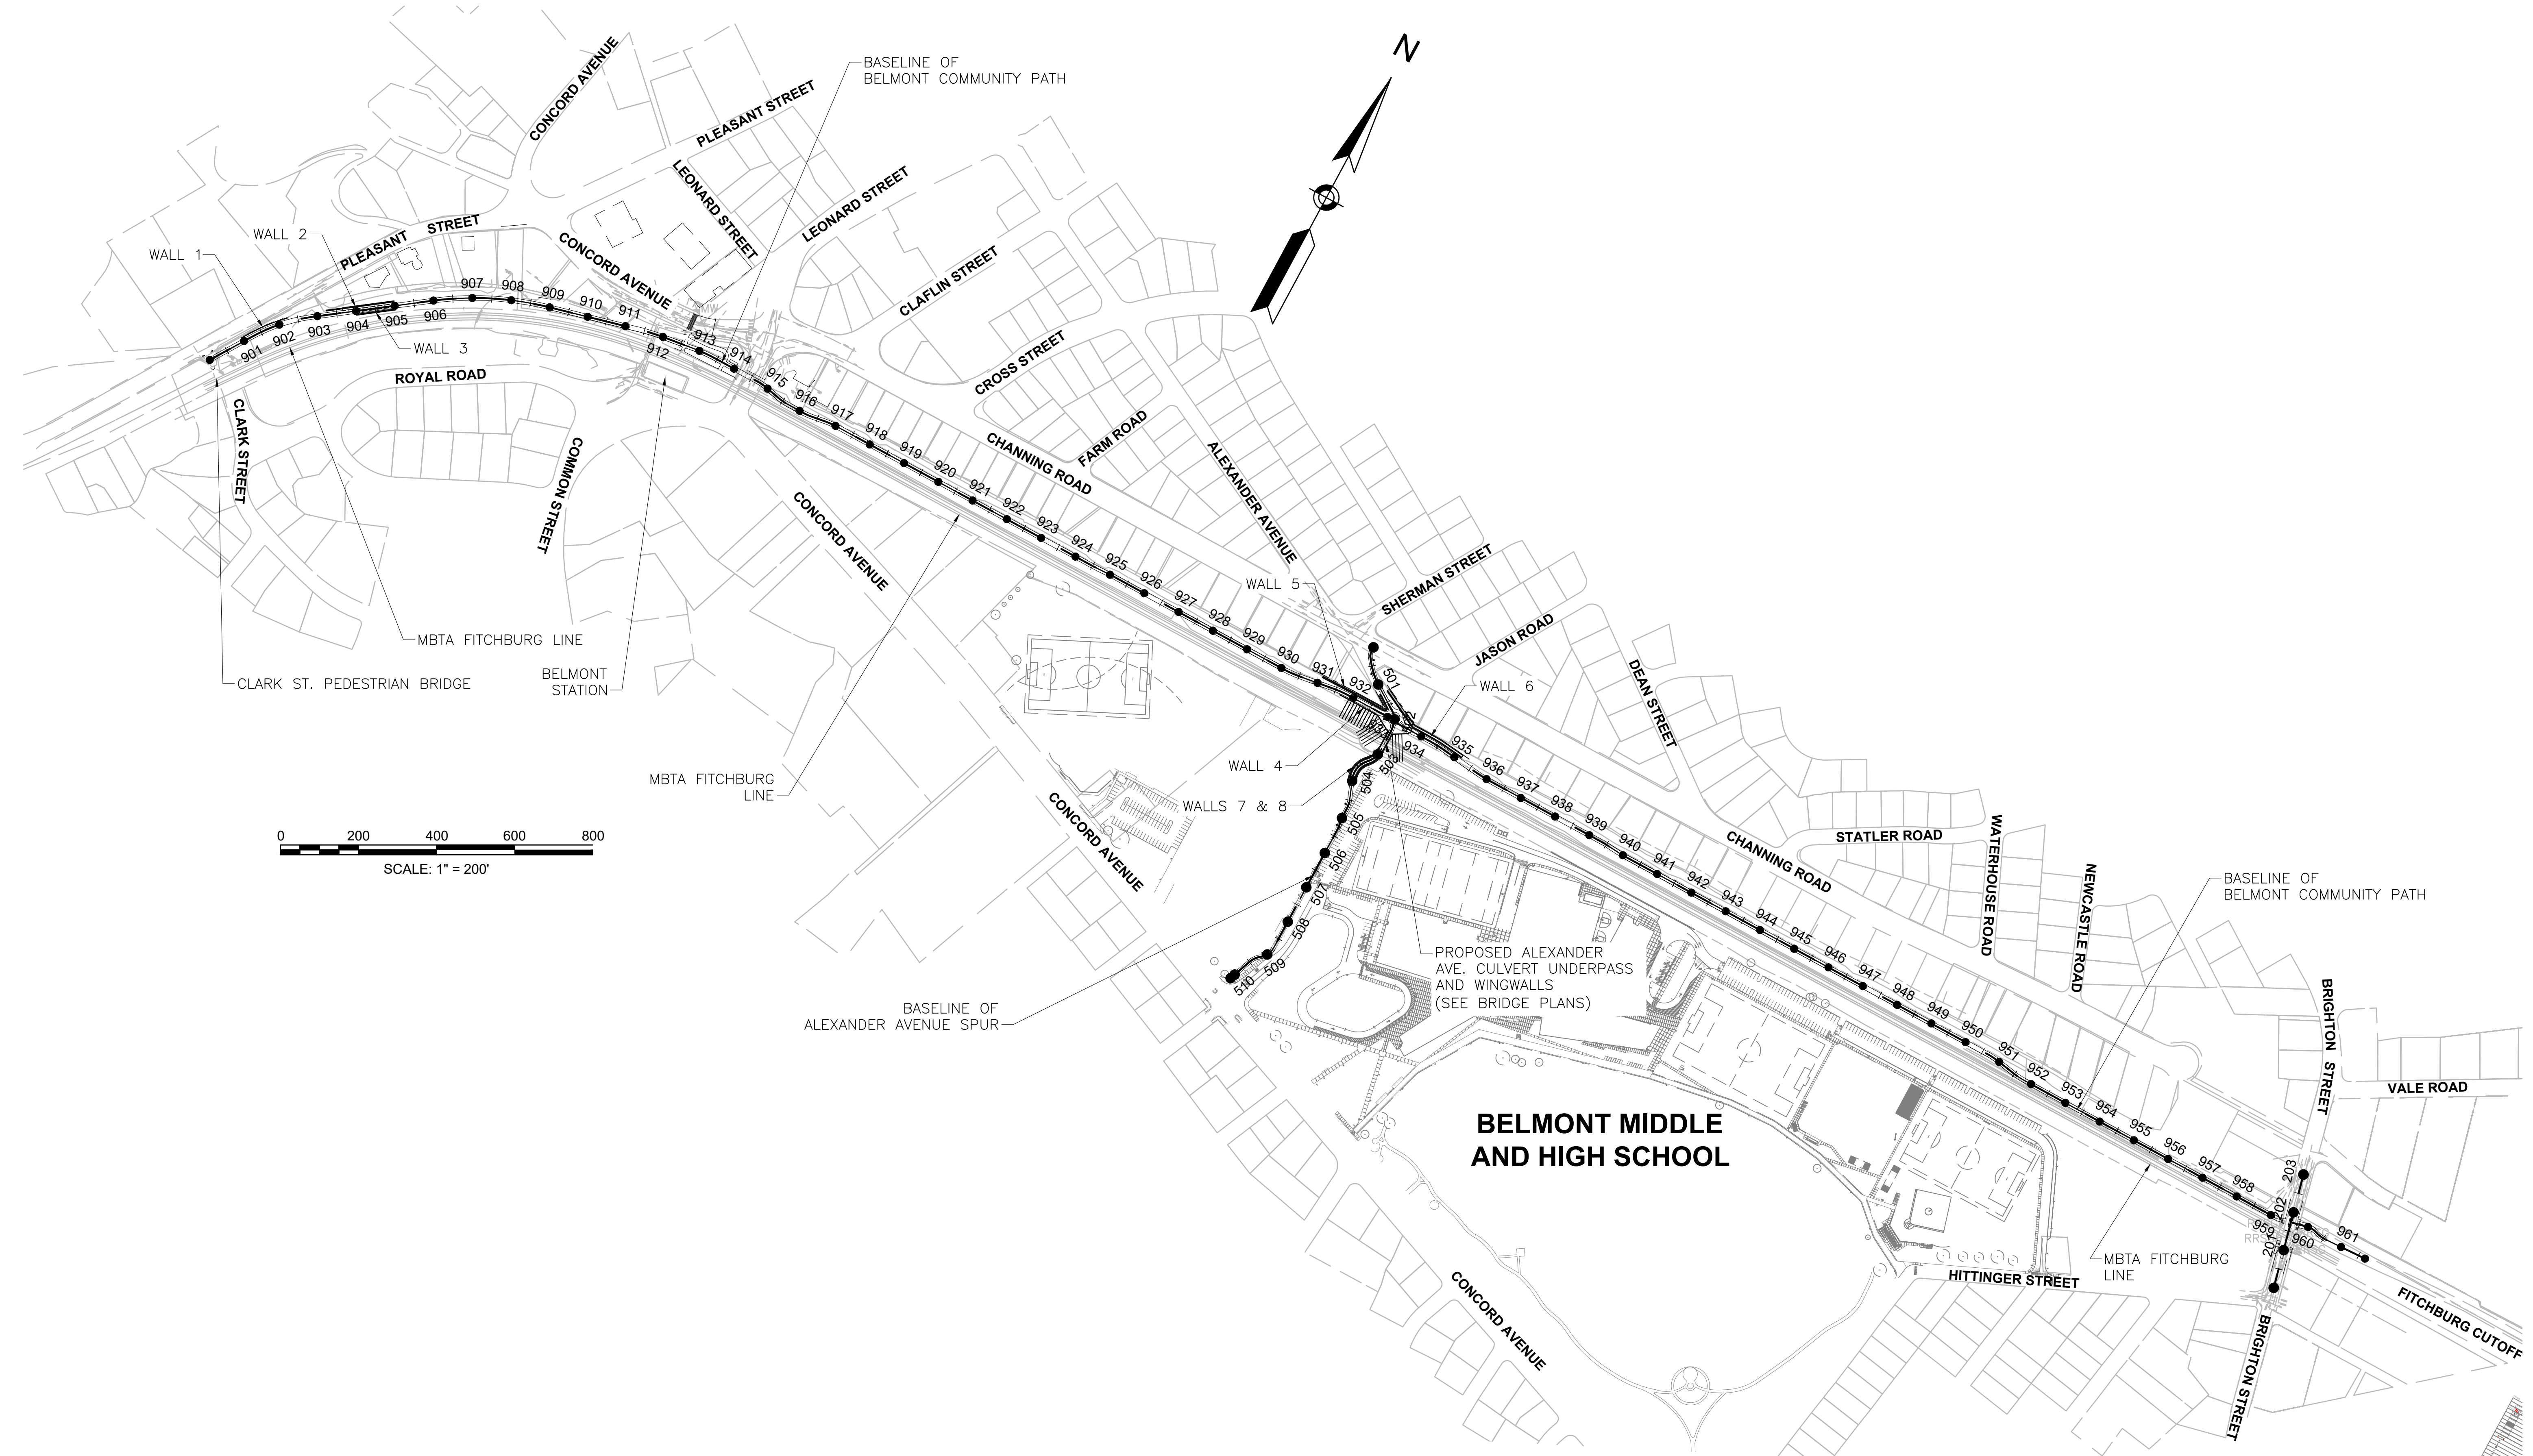 N
CONCORD AVENUE
BASELINE OF
BELMONT COMMUNITY PATH
PLEASANT STREET
LEONARD STREET
LEONARD STREET
WALL 2
WALL 1
PLEASANT STREET
CONCORD AVENUE
CLAFLIN STREET
901
902
903
904
905
906
907
908
909
910
911
912
913
914
915
916
917
918
919
920
921
922
923
924
925
926
927
928
929
930
931
932
WALL 3
ROYAL ROAD
CLARK STREET
COMMON STREET
CROSS STREET
FARM ROAD
CHANNING ROAD
ALEXANDER AVENUE
CONCORD AVENUE
SHERMAN STREET
WALL 5
JASON ROAD
DEAN STREET
MBTA FITCHBURG LINE
CLARK ST. PEDESTRIAN BRIDGE
BELMONT
STATION
WALL 6
501
503
504
505
506
507
508
509
510
934
935
936
937
938
939
940
941
942
943
944
945
946
947
948
949
950
951
952
953
954
955
956
957
958
959
960
961
WALL 4
WALLS 7 & 8
MBTA FITCHBURG
LINE
CONCORD AVENUE
0 200 400 600 800
SCALE: 1" = 200'
CHANNING ROAD
STATLER ROAD
WATERHOUSE ROAD
NEWCASTLE ROAD
BASELINE OF
BELMONT COMMUNITY PATH
PROPOSED ALEXANDER
AVE. CULVERT UNDERPASS
AND WINGWALLS
(SEE BRIDGE PLANS)
BASELINE OF
ALEXANDER AVENUE SPUR
BRIGHTON STREET
VALE ROAD
BELMONT MIDDLE
AND HIGH SCHOOL
203
202
201
MBTA FITCHBURG
LINE
HITTINGER STREET
CONCORD AVENUE
FITCHBURG CUTOFF
BRIGHTON STREET